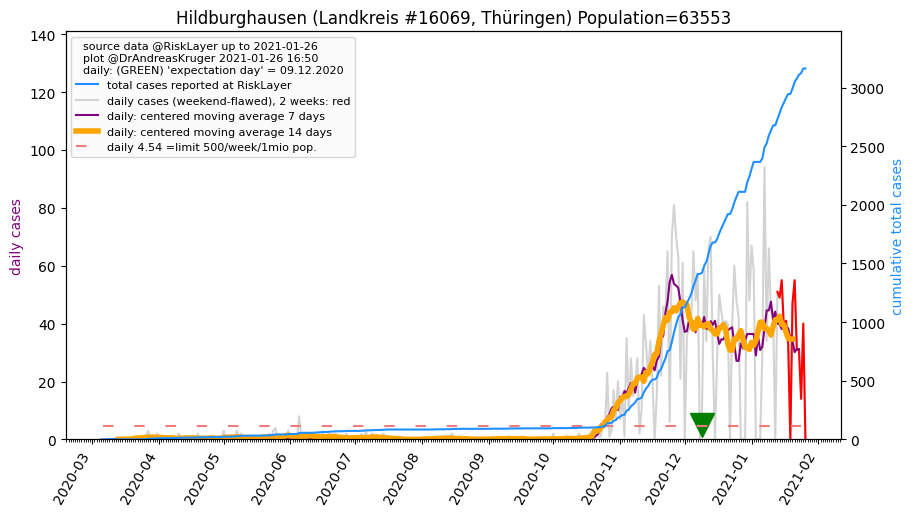 Hildburghausen (Landkreis #16069, Thüringen) Population=63553
source data @RiskLayer up to 2021-01-26
plot @DrAndreasKruger 2021-01-26 16:50
daily: (GREEN) 'expectation day' = 09.12.2020
total cases reported at RiskLayer
daily cases (weekend-flawed), 2 weeks: red
daily: centered moving average 7 days
daily: centered moving average 14 days
daily 4.54 =limit 500/week/1mio pop.
daily cases
140
120
100
80
60
40
20
0
cumulative total cases
3000
2500
2000
1500
1000
500
0
2020-03
2020-04
2020-05
2020-06
2020-07
2020-08
2020-09
2020-10
2020-11
2020-12
2021-01
2021-02